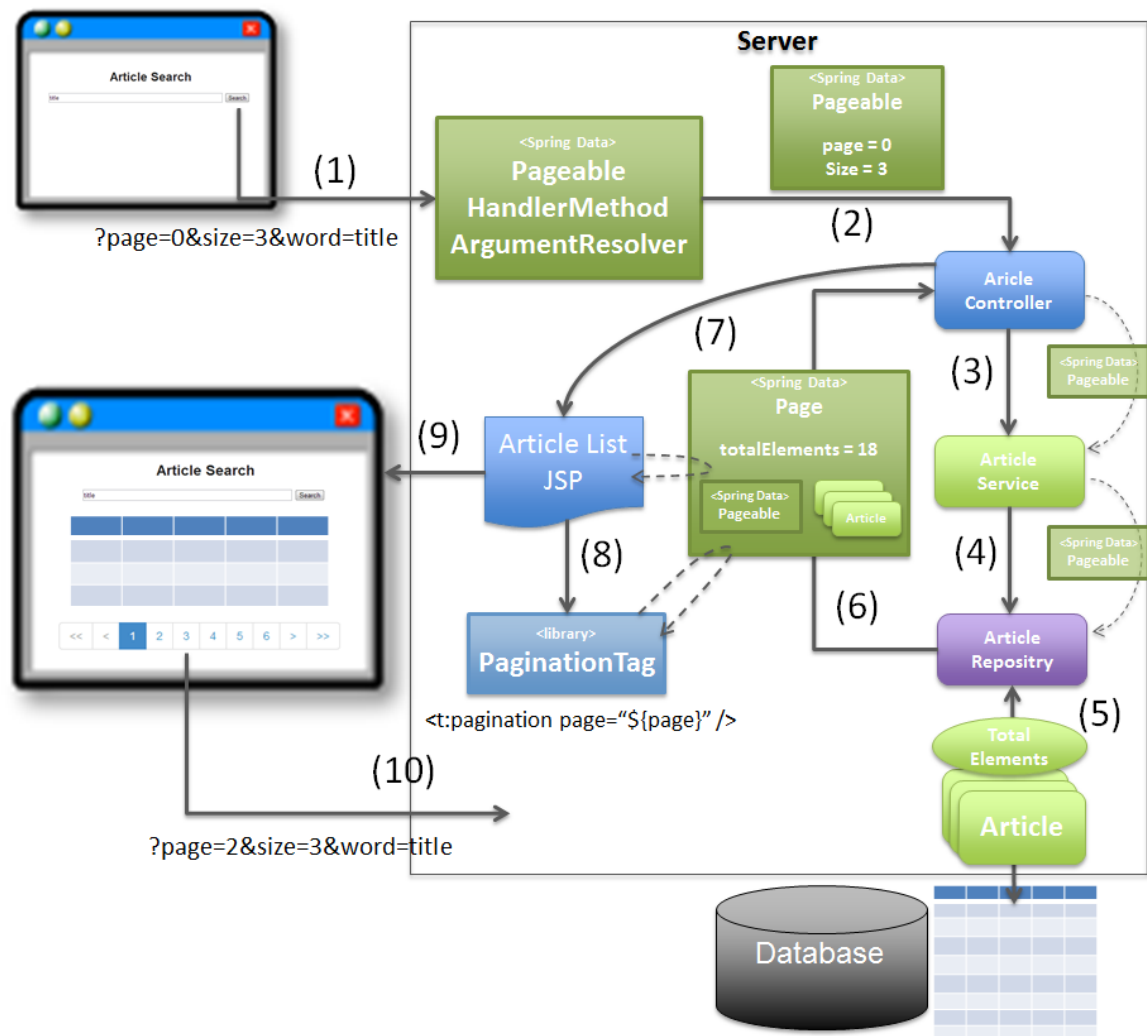 Article Search
title
Search
(1)
?page=0&size=3&word=title
Server
<Spring Data>
Pageable
HandlerMethod
ArgumentResolver
<Spring Data>
Pageable
page = 0
Size = 3
(2)
Aricle
Controller
(7)
(3)
<Spring Data>
Pageable
<Spring Data>
Page
totalElements = 18
<Spring Data>
Pageable
Article
(9)
Article List
JSP
Article
Service
Article Search
title
Search
<< < 1 2 3 4 5 6 > >>
(8)
(4)
<Spring Data>
Pageable
(6)
<library>
PaginationTag
Article
Repositry
<t:pagination page=“${page}” />
(5)
Total
Elements
(10)
Article
?page=2&size=3&word=title
Database